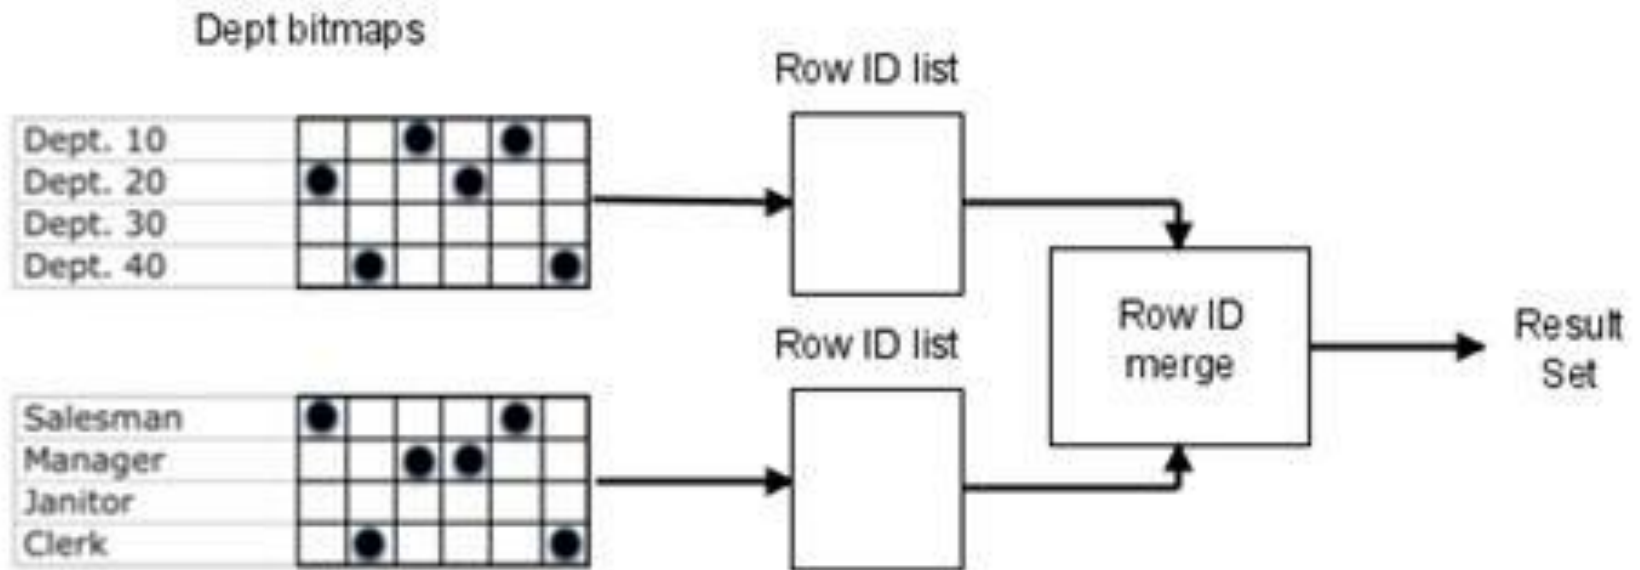 Dept bitmaps
Row ID list
Dept. 10
Dept. 20
Dept. 30
Dept. 40
Row ID
merge
Result
Set
Row ID list
Salesman
Manager
Janitor
Clerk